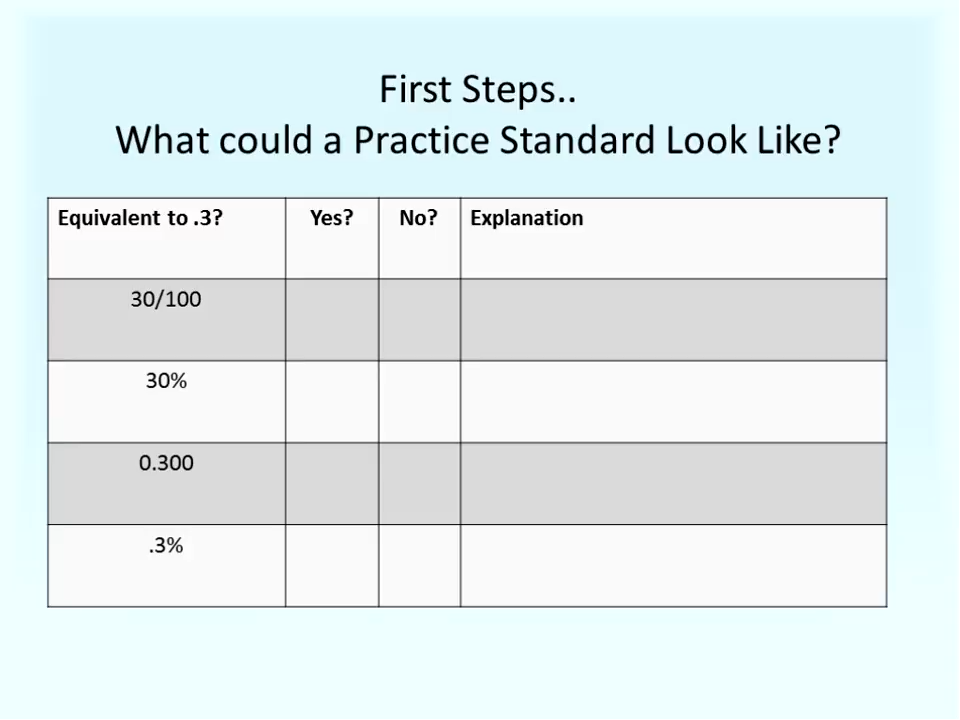 First Steps..
What could a Practice Standard Look Like?
Equivalent to .3? Yes? No? Explanation
30/100
30%
0.300
.3%